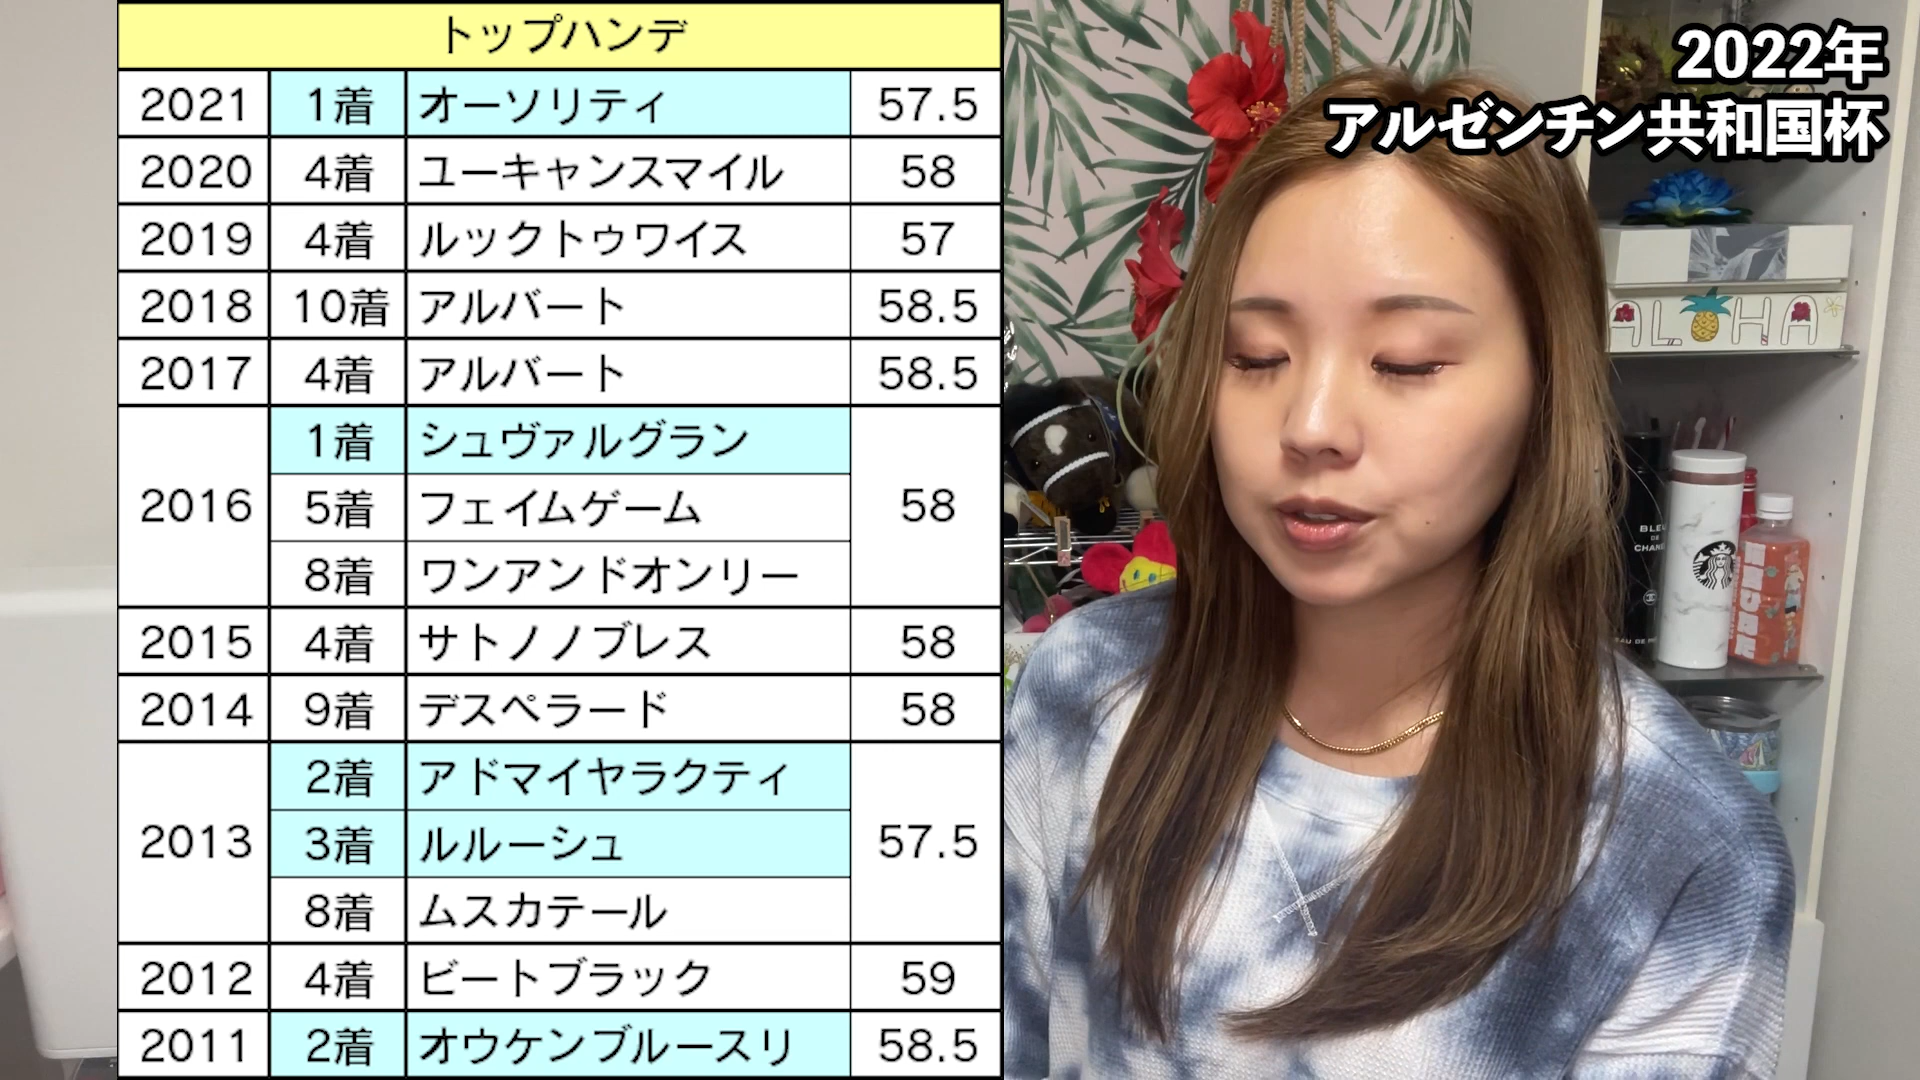 トップハンデ
2021 1着 オーソリティ 57.5
2020 4着 ユーキャンスマイル 58
2019 4着 ルックトゥワイス 57
2018 10着 アルバート 58.5
2017 4着 アルバート 58.5
2016 1着 シュヴァルグラン 58
5着 フェイムゲーム
8着 ワンアンドオンリー
2015 4着 サトノノブレス 58
2014 9着 デスペラード 58
2013 2着 アドマイヤラクティ 57.5
3着 ルルーシュ
8着 ムスカテール
2012 4着 ビートブラック 59
2011 2着 オウケンブルースリ 58.5
2022年
アルゼンチン共和国杯
ALOHA
BLEU
DE
CHANEL